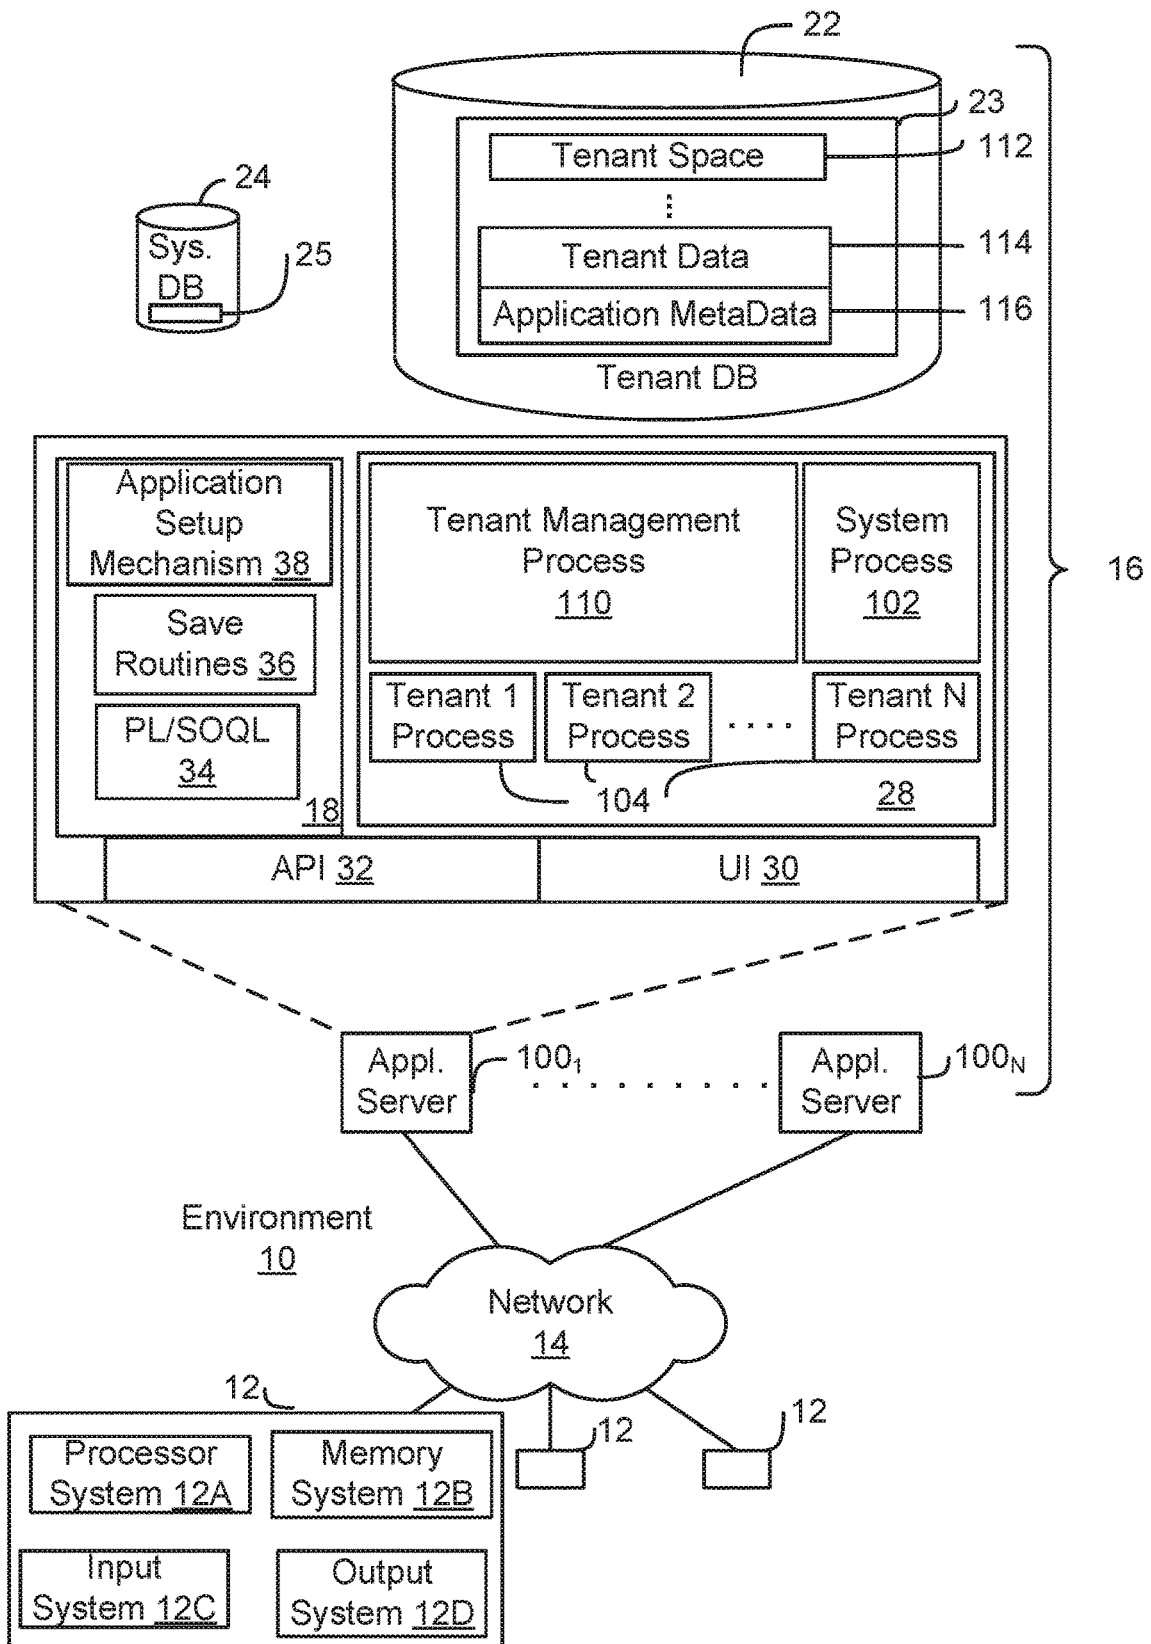 22
23
Tenant Space
112
24
Sys.
DB
25
Tenant Data
114
Application MetaData
116
Tenant DB
16
Application
Setup
Mechanism 38
Tenant Management
Process
110
System
Process
102
Save
Routines 36
Tenant 1
Process
Tenant 2
Process
Tenant N
Process
PL/SOQL
34
104
28
18
API 32
UI 30
Appl.
Server
100₁
Appl.
Server
100ₙ
Environment
10
Network
14
12
12
12
Processor
System 12A
Memory
System 12B
Input
System 12C
Output
System 12D